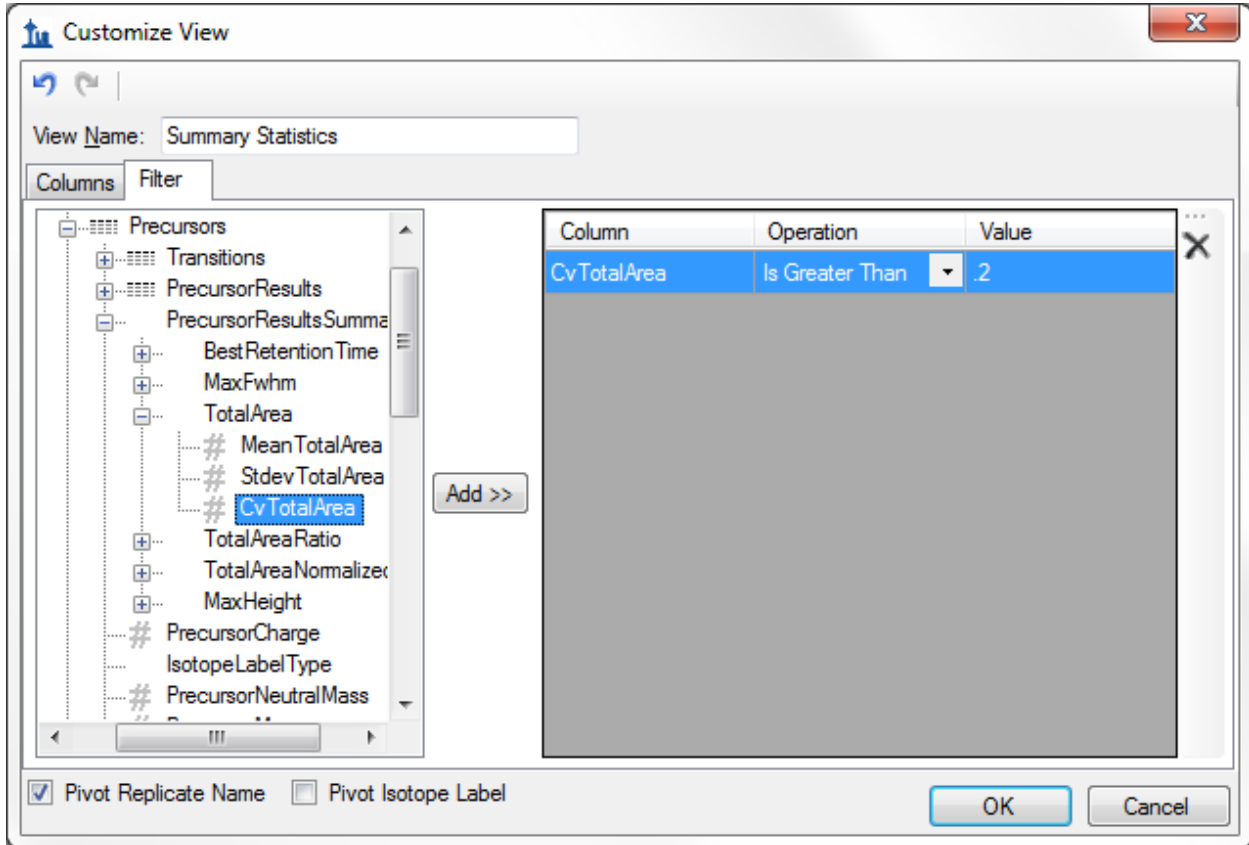 Customize View
View Name: Summary Statistics
Columns Filter
Precursors
Transitions
PrecursorResults
PrecursorResultsSumma
BestRetentionTime
MaxFwhm
TotalArea
MeanTotalArea
StdevTotalArea
CvTotalArea
TotalAreaRatio
TotalAreaNormalized
MaxHeight
PrecursorCharge
IsotopeLabelType
PrecursorNeutralMass
Add >>
Column Operation Value
CvTotalArea Is Greater Than .2
Pivot Replicate Name Pivot Isotope Label
OK Cancel